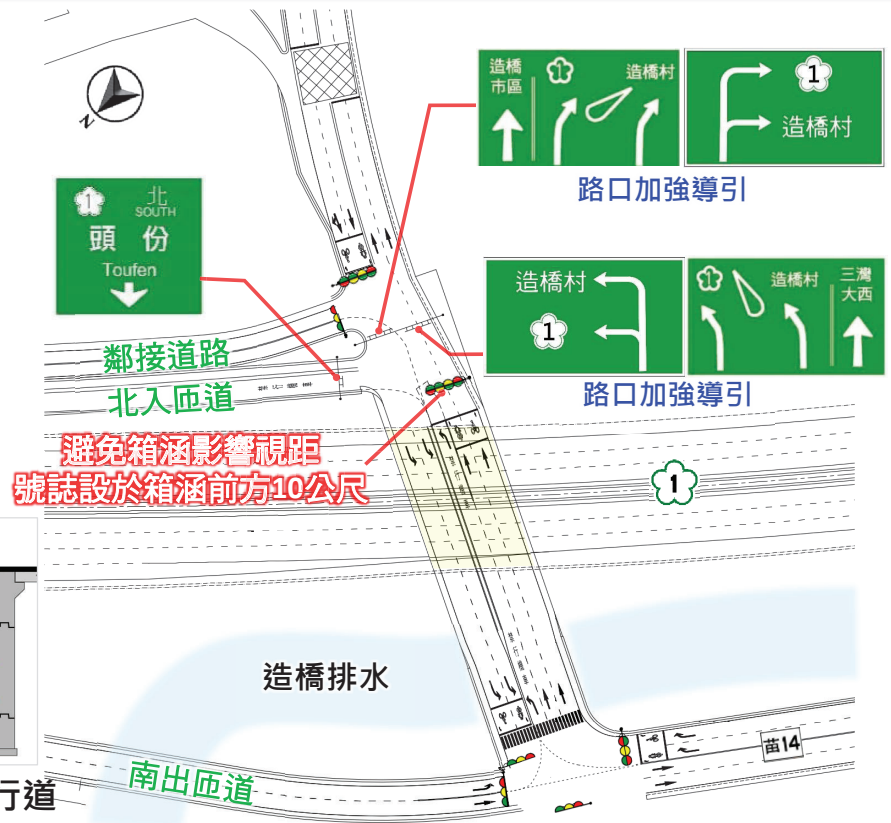 N
造橋
市區
1
造橋村
1
造橋村
路口加強導引
1
北
SOUTH
頭份
Toufen
造橋村
1
1
造橋村
三灣
大西
路口加強導引
鄰接道路
北入匝道
避免箱涵影響視距
號誌設於箱涵前方10公尺
1
造橋排水
苗14
南出匝道
行道